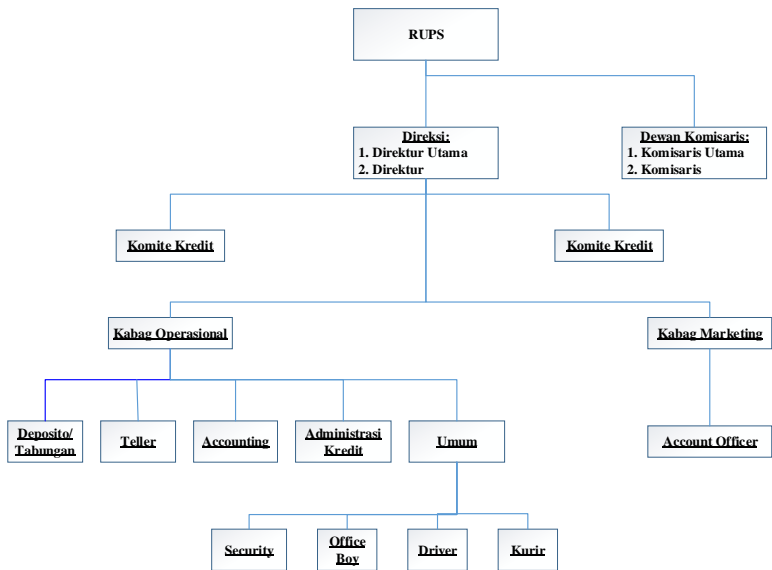 RUPS
Direksi:
1. Direktur Utama
2. Direktur
Dewan Komisaris:
1. Komisaris Utama
2. Komisaris
Komite Kredit
Komite Kredit
Kabag Operasional
Kabag Marketing
Deposito/
Tabungan
Teller
Accounting
Administrasi
Kredit
Umum
Account Officer
Security
Office
Boy
Driver
Kurir